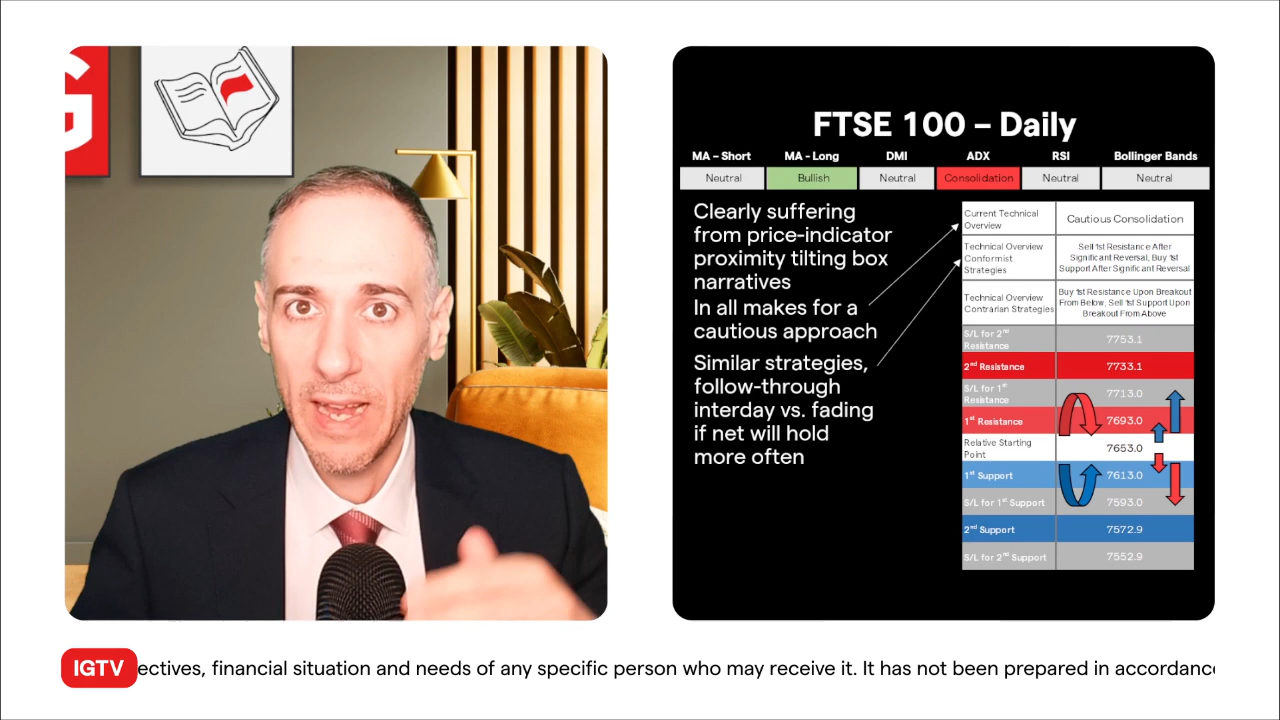 G
FTSE 100 – Daily
MA – Short MA - Long DMI ADX RSI Bollinger Bands
Neutral Bullish Neutral Consolidation Neutral Neutral
Clearly suffering
from price-indicator
proximity tilting box
narratives
In all makes for a
cautious approach
Similar strategies,
follow-through
interday vs. fading
if net will hold
more often
Current Technical
Overview
Cautious Consolidation
Technical Overview
Conformist
Strategies
Sell 1st Resistance After
Significant Reversal, Buy 1st
Support After Significant Reversal
Technical Overview
Contrarian Strategies
Buy 1st Resistance Upon Breakout
From Below, Sell 1st Support Upon
Breakout From Above
S/L for 2nd
Resistance
7753.1
2nd Resistance 7733.1
S/L for 1st
Resistance
7713.0
1st Resistance 7693.0
Relative Starting
Point
7653.0
1st Support 7613.0
S/L for 1st Support 7593.0
2nd Support 7572.9
S/L for 2nd Support 7552.9
IGTV ectives, financial situation and needs of any specific person who may receive it. It has not been prepared in accordance